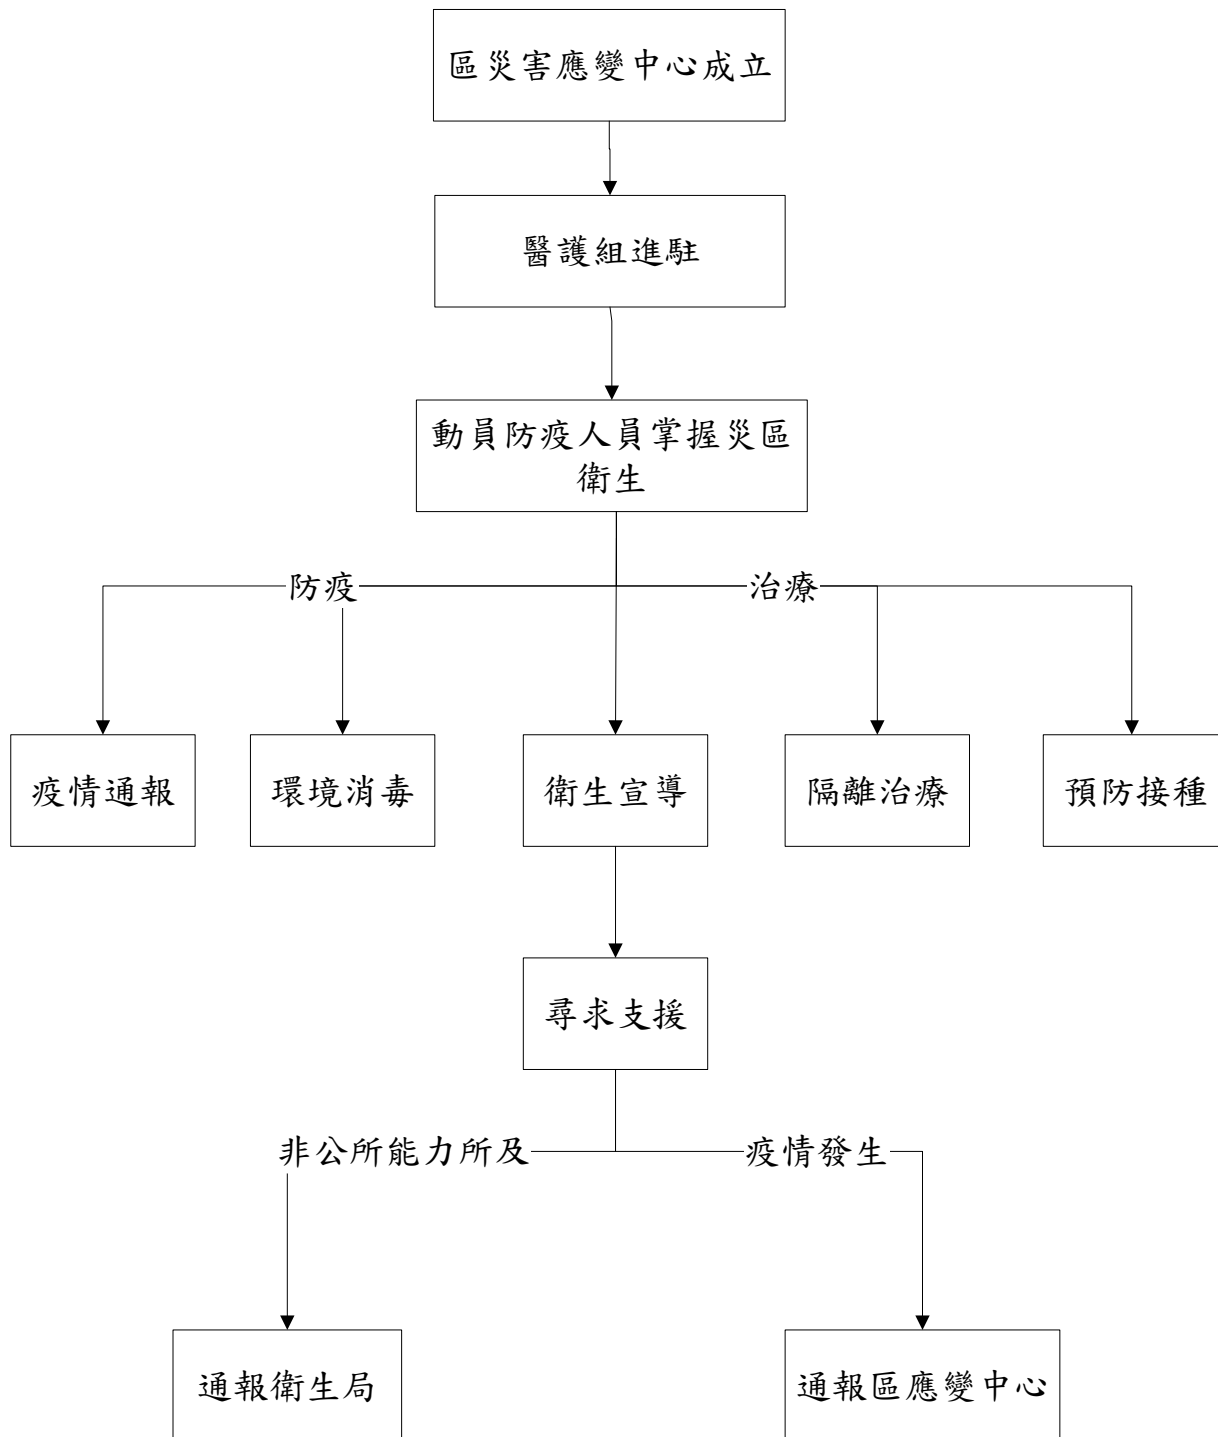 區災害應變中心成立
醫護組進駐
動員防疫人員掌握災區
衛生
防疫
治療
疫情通報
環境消毒
衛生宣導
隔離治療
預防接種
尋求支援
非公所能力所及
疫情發生
通報衛生局
通報區應變中心